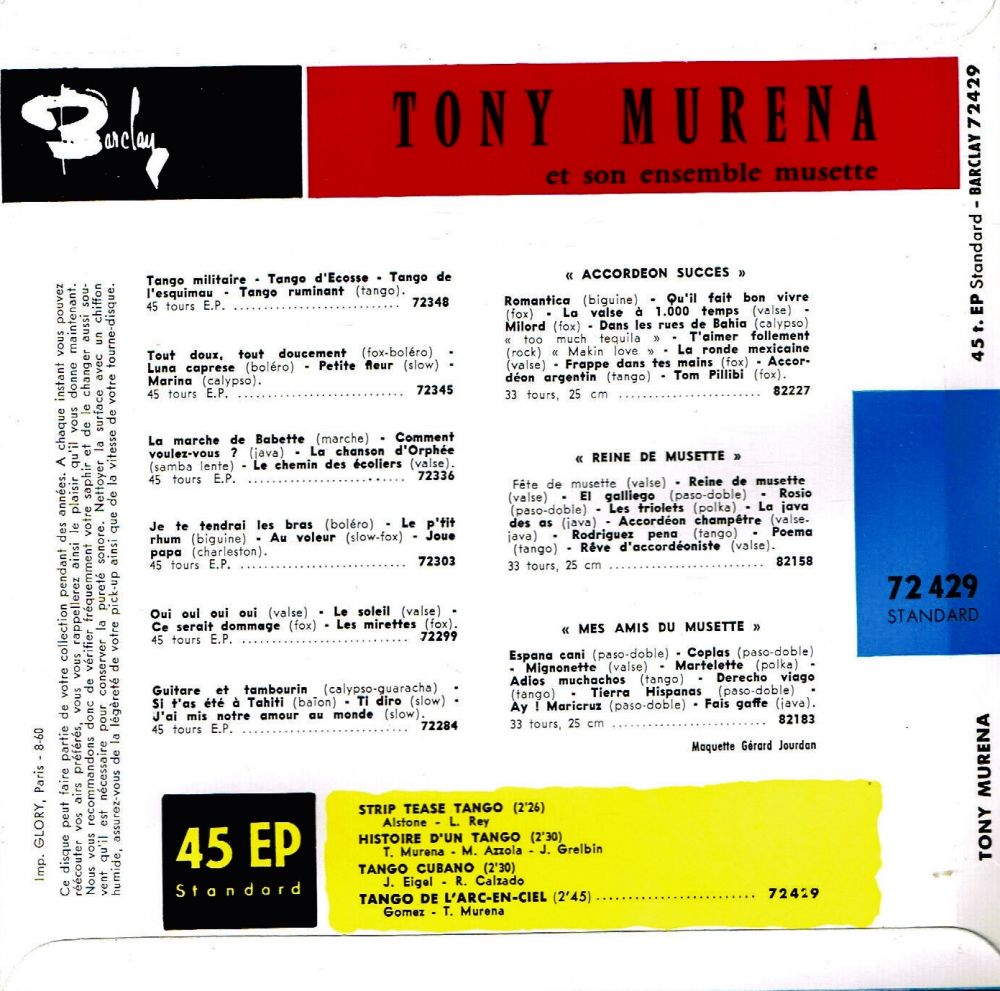 Barclay
TONY MURENA
et son ensemble musette
Tango militaire - Tango d'Ecosse - Tango de
l'esquimau - Tango ruminant (tango).
45 tours E.P. .......................... 72348
Tout doux, tout doucement (fox-boléro) -
Luna caprese (boléro) - Petite fleur (slow) -
Marina (calypso).
45 tours E.P. .......................... 72345
La marche de Babette (marche) - Comment
voulez-vous ? (java) - La chanson d'Orphée
(samba lente) - Le chemin des écoliers (valse).
45 tours E.P. .......................... 72336
Je te tendrai les bras (boléro) - Le p'tit
rhum (biguine) - Au voleur (slow-fox) - Joue
papa (charleston).
45 tours E.P. .......................... 72303
Oui oui oui oui (valse) - Le soleil (valse) -
Ce serait dommage (fox) - Les mirettes (fox).
45 tours E.P. .......................... 72299
Guitare et tambourin (calypso-guaracha) -
Si t'as été à Tahiti (baïon) - Ti diro (slow) -
J'ai mis notre amour au monde (slow).
45 tours E.P. .......................... 72284
« ACCORDEON SUCCES »
Romantica (biguine) - Qu'il fait bon vivre
(fox) - La valse à 1.000 temps (valse) -
Milord (fox) - Dans les rues de Bahia (calypso)
« too much tequila » - T'aimer follement
(rock) « Makin love » - La ronde mexicaine
(valse) - Frappe dans tes mains (fox) - Accor-
déon argentin (tango) - Tom Pillibi (fox).
33 tours, 25 cm ...................... 82227
« REINE DE MUSETTE »
Fête de musette (valse) - Reine de musette
(valse) - El galliego (paso-doble) - Rosio
(paso-doble) - Les triolets (polka) - La java
des as (java) - Accordéon champêtre (valse-
java) - Rodriguez pena (tango) - Poema
(tango) - Rêve d'accordéoniste (valse).
33 tours, 25 cm ...................... 82158
« MES AMIS DU MUSETTE »
Espana cani (paso-doble) - Coplas (paso-doble)
- Mignonette (valse) - Martelette (polka) -
Adios muchachos (tango) - Derecho viago
(tango) - Tierra Hispanas (paso-doble) -
Ay ! Maricruz (paso-doble) - Fais gaffe (java).
33 tours, 25 cm ...................... 82183
Maquette Gérard Jourdan
45 EP
Standard
STRIP TEASE TANGO (2'26)
Alstone - L. Rey
HISTOIRE D'UN TANGO (2'30)
T. Murena - M. Azzola - J. Grelbin
TANGO CUBANO (2'30)
J. Eigel - R. Calzado
TANGO DE L'ARC-EN-CIEL (2'45) ........................ 72429
Gomez - T. Murena
Imp. GLORY, Paris - 8-60
Ce disque peut faire partie de votre collection pendant des années. A chaque instant vous pouvez
réécouter vos airs préférés, vous vous rappellerez ainsi le plaisir qu'il vous donne maintenant.
Nous vous recommandons donc de vérifier fréquemment votre saphir et de le changer aussi sou-
vent qu'il est nécessaire pour conserver la pureté sonore. Nettoyer la surface avec un chiffon
humide, assurez-vous de la légèreté de votre pick-up ainsi que de la vitesse de votre tourne-disque.
45 t. EP Standard - BARCLAY 72429
72 429
STANDARD
TONY MURENA